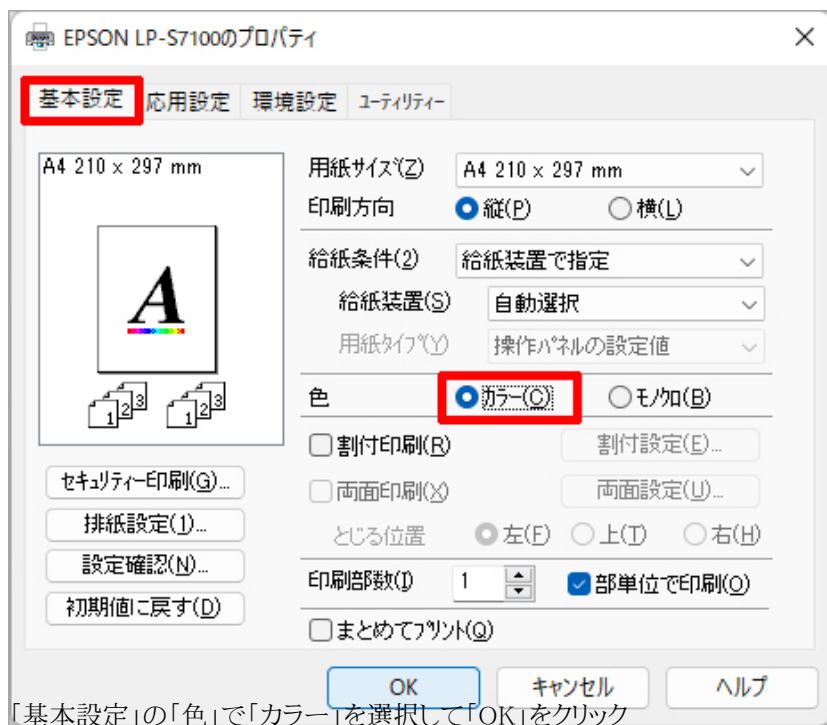 EPSON LP-S7100のプロパティ
基本設定 応用設定 環境設定 ユーティリティー
A4 210 x 297 mm
用紙サイズ(Z) A4 210 x 297 mm
印刷方向 縦(P) 横(L)
給紙条件(2) 給紙装置で指定
給紙装置(S) 自動選択
用紙タイプ(Y) 操作パネルの設定値
A
1 2 3 1 2 3
色 カラー(C) モノクロ(B)
割付印刷(R) 割付設定(E)...
セキュリティー印刷(G)...
両面印刷(X) 両面設定(U)...
排紙設定(1)...
とじる位置 左(F) 上(T) 右(H)
設定確認(N)...
印刷部数(I) 1 部単位で印刷(O)
初期値に戻す(D)
まとめてプリント(Q)
OK キャンセル ヘルプ
「基本設定」の「色」で「カラー」を選択して「OK」をクリック